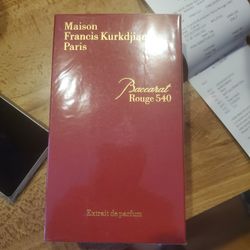 Maison
Francis Kurkdjian
Paris
Baccarat
Rouge 540
Extrait de parfum